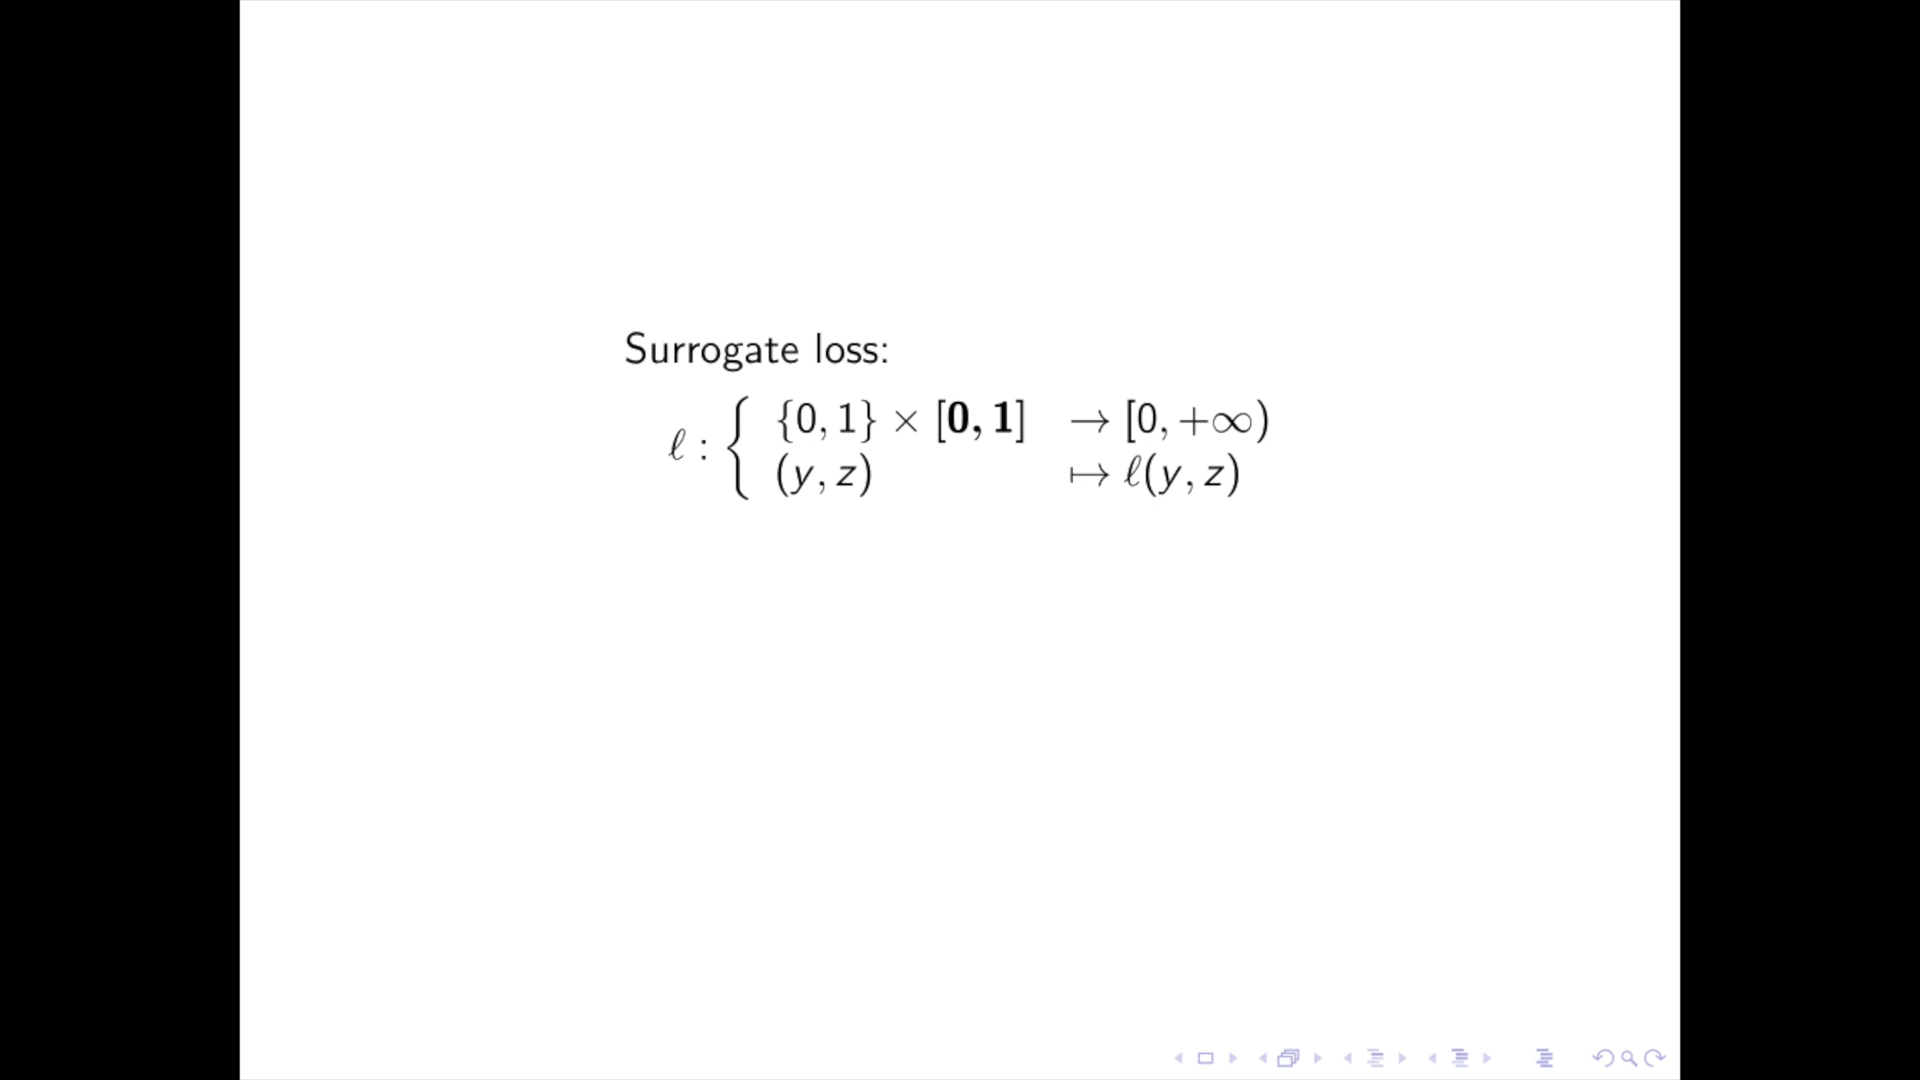 Surrogate loss:
ℓ : { {0, 1} × [𝟎, 𝟏] → [0, +∞)
(y, z) ↦ ℓ(y, z)